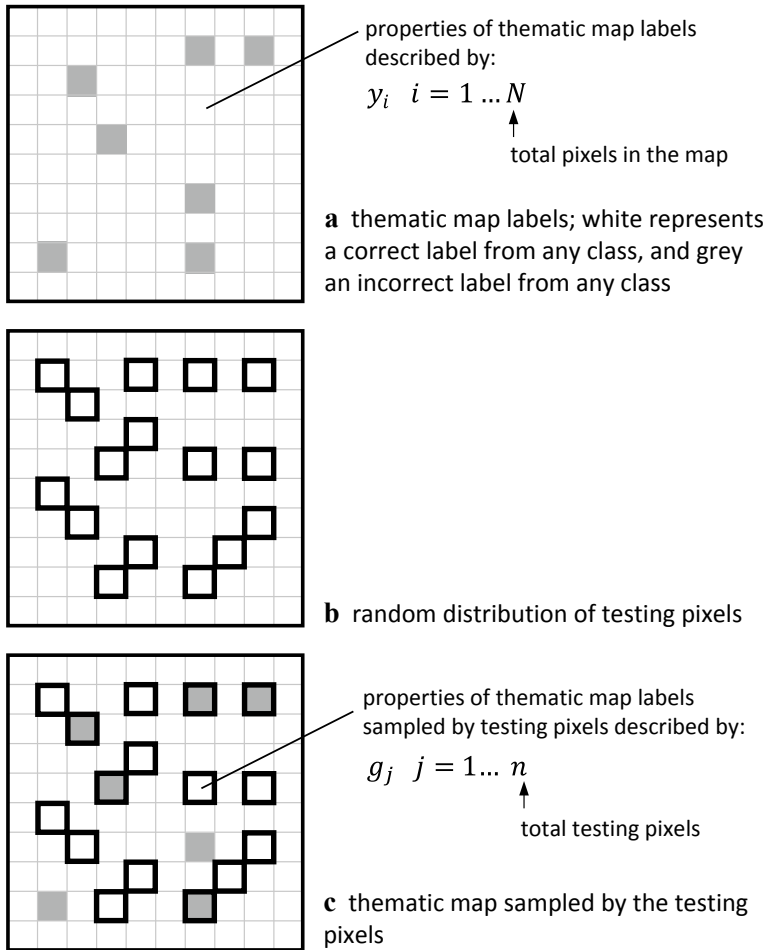 properties of thematic map labels
described by:
y_i i = 1 … N
total pixels in the map
a thematic map labels; white represents
a correct label from any class, and grey
an incorrect label from any class
b random distribution of testing pixels
properties of thematic map labels
sampled by testing pixels described by:
g_j j = 1… n
total testing pixels
c thematic map sampled by the testing
pixels